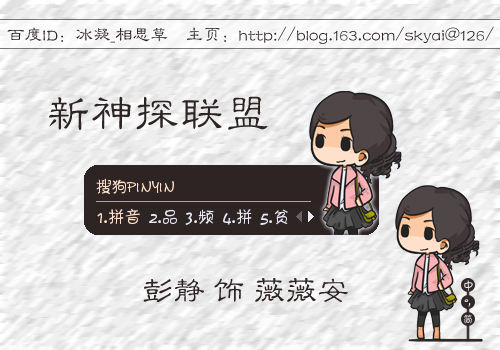 百度ID：冰凝_相思草 主页：http://blog.163.com/skyai@126/
新神探联盟
搜狗PINYIN
1.拼音 2.品 3.频 4.拼 5.贫
彭静 饰 薇薇安
中
°,
简